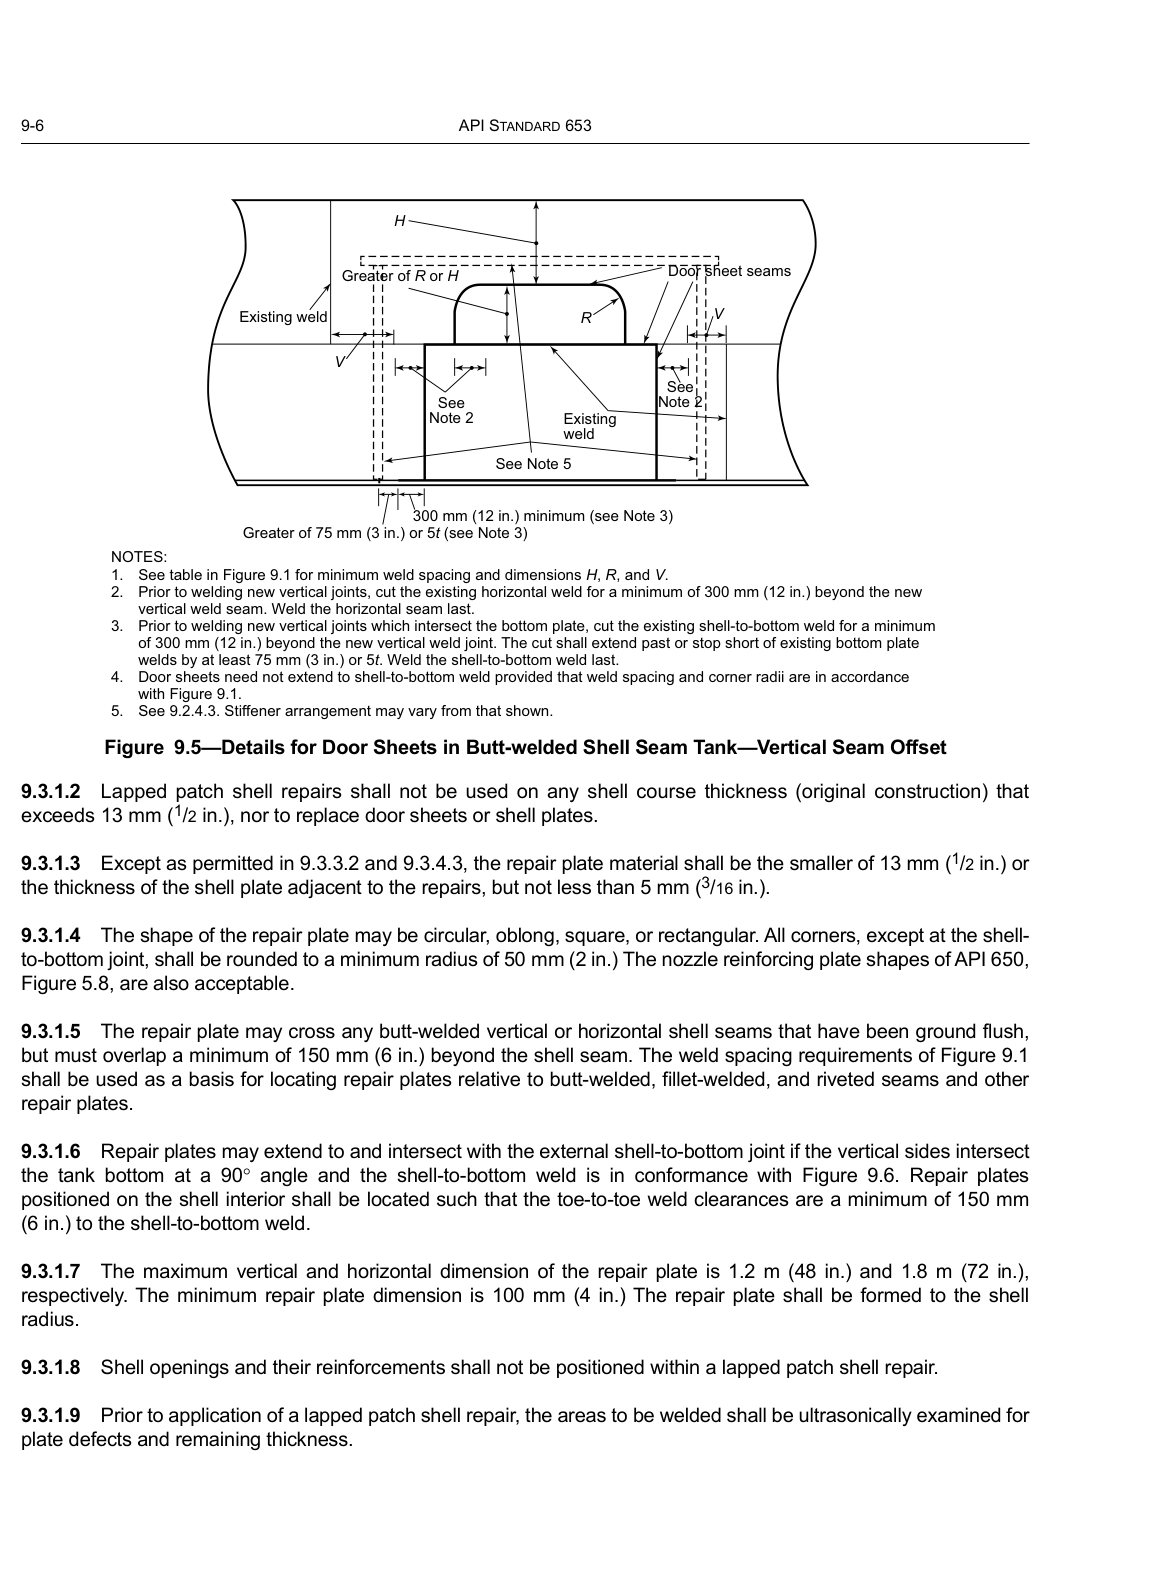 9-6 API STANDARD 653
H
Greater of R or H
Door sheet seams
Existing weld
R
V
V
See
Note 2
See
Note 2
Existing
weld
See Note 5
300 mm (12 in.) minimum (see Note 3)
Greater of 75 mm (3 in.) or 5t (see Note 3)
NOTES:
1. See table in Figure 9.1 for minimum weld spacing and dimensions H, R, and V.
2. Prior to welding new vertical joints, cut the existing horizontal weld for a minimum of 300 mm (12 in.) beyond the new
vertical weld seam. Weld the horizontal seam last.
3. Prior to welding new vertical joints which intersect the bottom plate, cut the existing shell-to-bottom weld for a minimum
of 300 mm (12 in.) beyond the new vertical weld joint. The cut shall extend past or stop short of existing bottom plate
welds by at least 75 mm (3 in.) or 5t. Weld the shell-to-bottom weld last.
4. Door sheets need not extend to shell-to-bottom weld provided that weld spacing and corner radii are in accordance
with Figure 9.1.
5. See 9.2.4.3. Stiffener arrangement may vary from that shown.
Figure 9.5—Details for Door Sheets in Butt-welded Shell Seam Tank—Vertical Seam Offset
9.3.1.2 Lapped patch shell repairs shall not be used on any shell course thickness (original construction) that
exceeds 13 mm (1/2 in.), nor to replace door sheets or shell plates.
9.3.1.3 Except as permitted in 9.3.3.2 and 9.3.4.3, the repair plate material shall be the smaller of 13 mm (1/2 in.) or
the thickness of the shell plate adjacent to the repairs, but not less than 5 mm (3/16 in.).
9.3.1.4 The shape of the repair plate may be circular, oblong, square, or rectangular. All corners, except at the shell-
to-bottom joint, shall be rounded to a minimum radius of 50 mm (2 in.) The nozzle reinforcing plate shapes of API 650,
Figure 5.8, are also acceptable.
9.3.1.5 The repair plate may cross any butt-welded vertical or horizontal shell seams that have been ground flush,
but must overlap a minimum of 150 mm (6 in.) beyond the shell seam. The weld spacing requirements of Figure 9.1
shall be used as a basis for locating repair plates relative to butt-welded, fillet-welded, and riveted seams and other
repair plates.
9.3.1.6 Repair plates may extend to and intersect with the external shell-to-bottom joint if the vertical sides intersect
the tank bottom at a 90° angle and the shell-to-bottom weld is in conformance with Figure 9.6. Repair plates
positioned on the shell interior shall be located such that the toe-to-toe weld clearances are a minimum of 150 mm
(6 in.) to the shell-to-bottom weld.
9.3.1.7 The maximum vertical and horizontal dimension of the repair plate is 1.2 m (48 in.) and 1.8 m (72 in.),
respectively. The minimum repair plate dimension is 100 mm (4 in.) The repair plate shall be formed to the shell
radius.
9.3.1.8 Shell openings and their reinforcements shall not be positioned within a lapped patch shell repair.
9.3.1.9 Prior to application of a lapped patch shell repair, the areas to be welded shall be ultrasonically examined for
plate defects and remaining thickness.